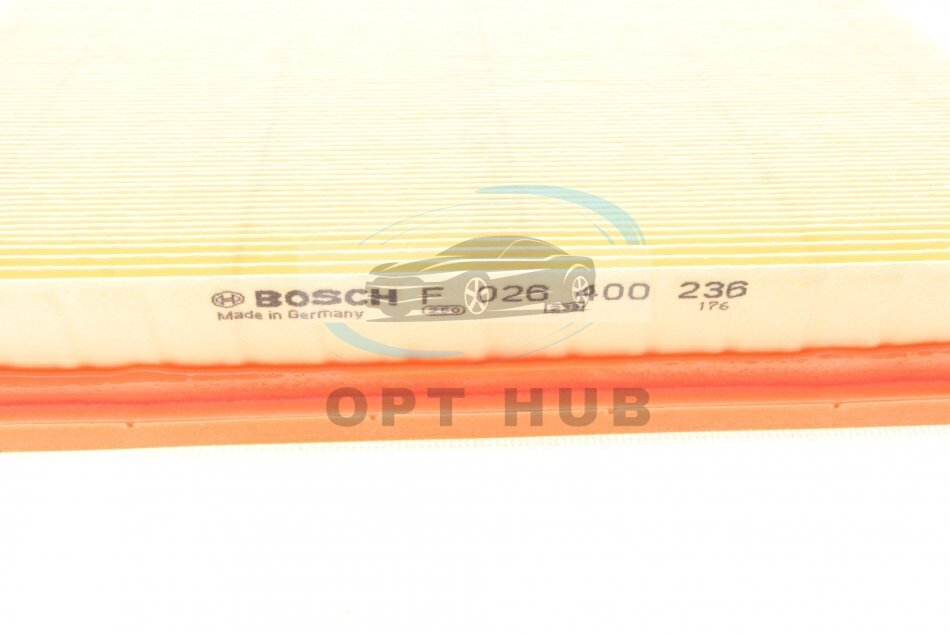 BOSCH F 026 400 236
Made in Germany 176
OPT HUB